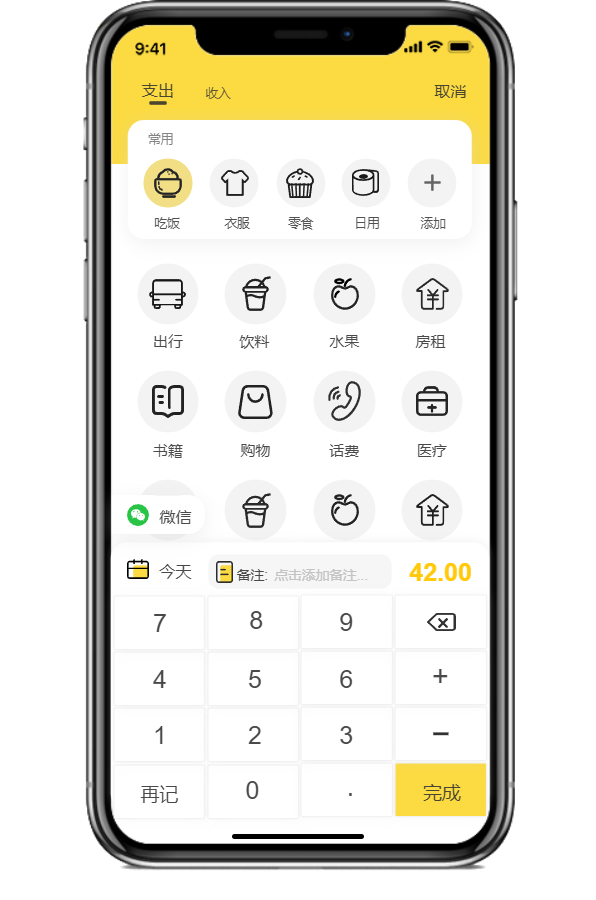 9:41
支出 收入 取消
常用
吃饭 衣服 零食 日用 添加
出行 饮料 水果 房租
书籍 购物 话费 医疗
微信
今天 备注: 点击添加备注... 42.00
7 8 9
4 5 6 +
1 2 3 −
再记 0 . 完成